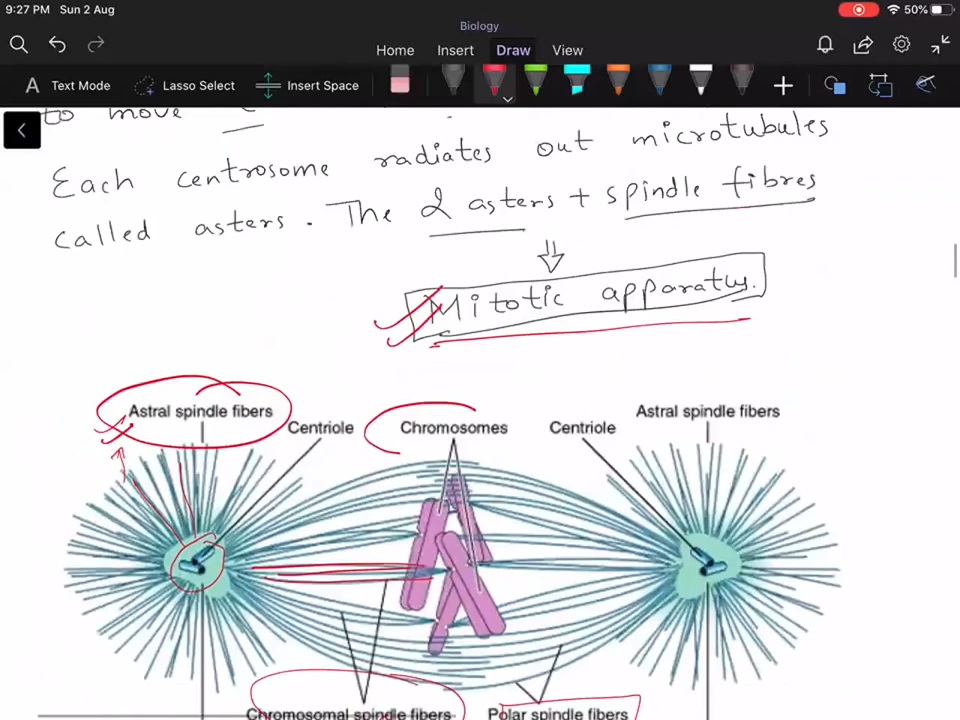 9:27 PM Sun 2 Aug
50%
Biology
Home Insert Draw View
Text Mode Lasso Select Insert Space
to move
Each centrosome radiates out microtubules
called asters. The 2 asters + spindle fibres
Mitotic apparatus.
Astral spindle fibers
Centriole
Chromosomes
Centriole
Astral spindle fibers
Chromosomal spindle fibers
Polar spindle fibers